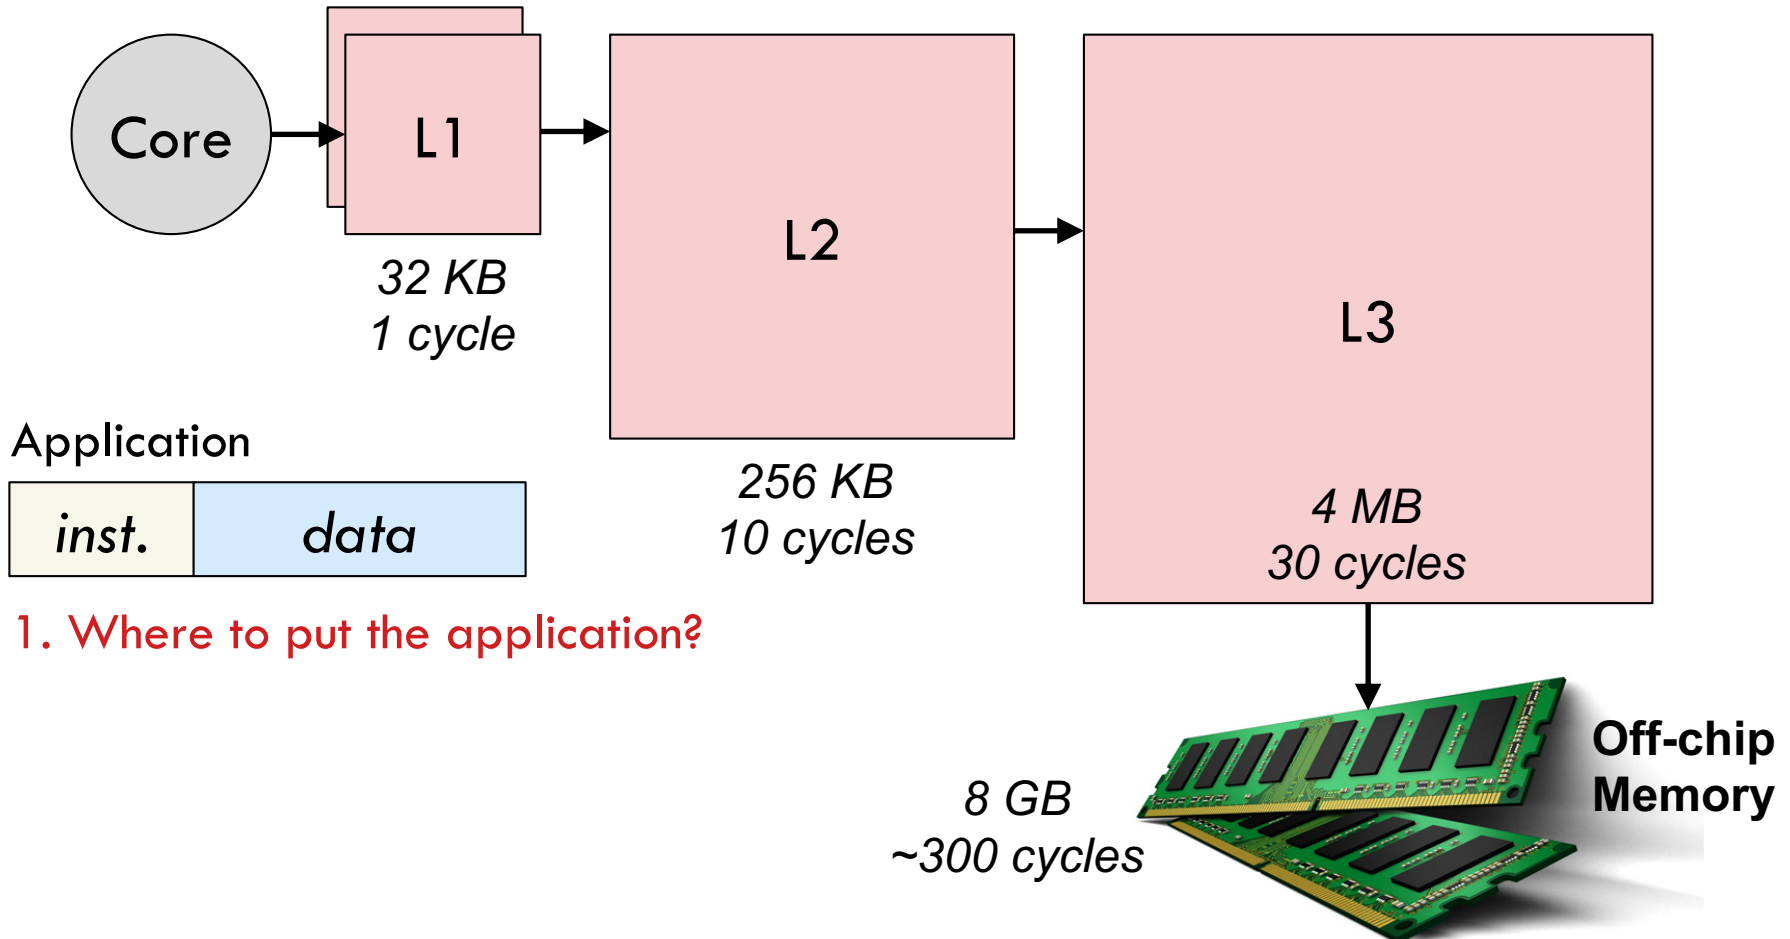 Core
L1
32 KB
1 cycle
L2
256 KB
10 cycles
L3
4 MB
30 cycles
Application
inst.
data
1. Where to put the application?
8 GB
~300 cycles
Off-chip
Memory